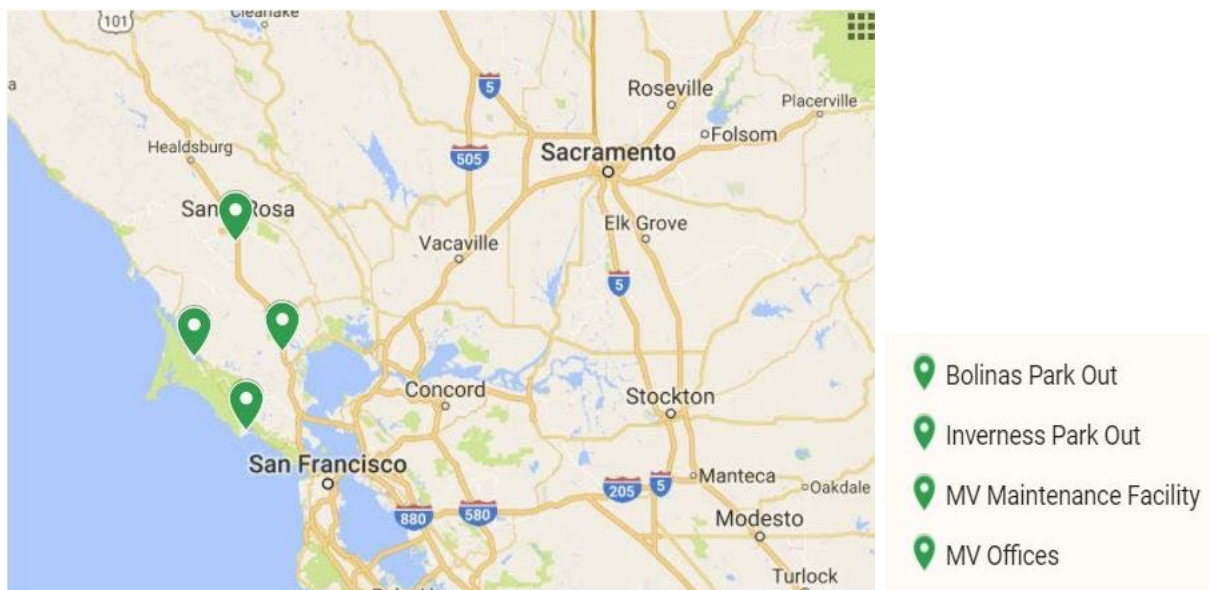 101
Clearlake
a
5
Roseville
Placerville
Folsom
Healdsburg
505
Sacramento
Santa Rosa
Elk Grove
Vacaville
5
Concord
Stockton
San Francisco
Manteca
205
5
Oakdale
880
580
Modesto
Turlock
Bolinas Park Out
Inverness Park Out
MV Maintenance Facility
MV Offices